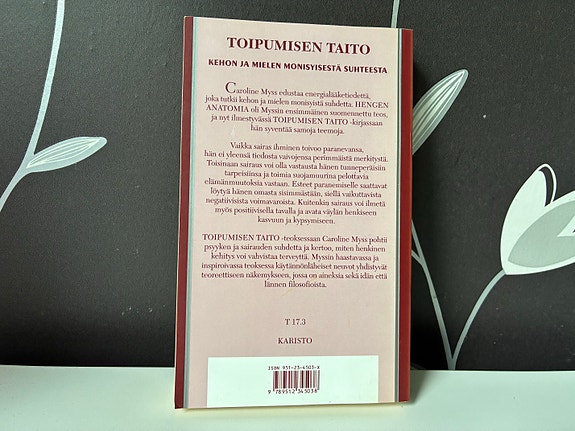 TOIPUMISEN TAITO
KEHON JA MIELEN MONISYISESTÄ SUHTEESTA
Caroline Myss edustaa energialääketiedettä,
joka tutkii kehon ja mielen monisyistä suhdetta. HENGEN
ANATOMIA oli Myssin ensimmäinen suomennettu teos,
ja nyt ilmestyvässä TOIPUMISEN TAITO -kirjassaan
hän syventää samoja teemoja.
Vaikka sairas ihminen toivoo paranevansa,
hän ei yleensä tiedosta vaivojensa perimmäistä merkitystä.
Toisinaan sairaus voi olla vastausta hänen tunneperäisiin
tarpeisiinsa ja toimia suojamuurina pelottavia
elämänmuutoksia vastaan. Esteet paranemiselle saattavat
löytyä hänen omasta sisimmästään, siellä vaikuttavista
negatiivisista voimavaroista. Kuitenkin sairaus voi ilmetä
myös positiivisella tavalla ja avata väylän henkiseen
kasvuun ja kypsymiseen.
TOIPUMISEN TAITO -teoksessaan Caroline Myss pohtii
psyyken ja sairauden suhdetta ja kertoo, miten henkinen
kehitys voi vahvistaa terveyttä. Myssin haastavassa ja
inspiroivassa teoksessa käytännönläheiset neuvot yhdistyvät
teoreettiseen näkemykseen, jossa on aineksia sekä idän että
lännen filosofioista.
T 17.3
KARISTO
ISBN 951-23-4503-X
9 789512 345038